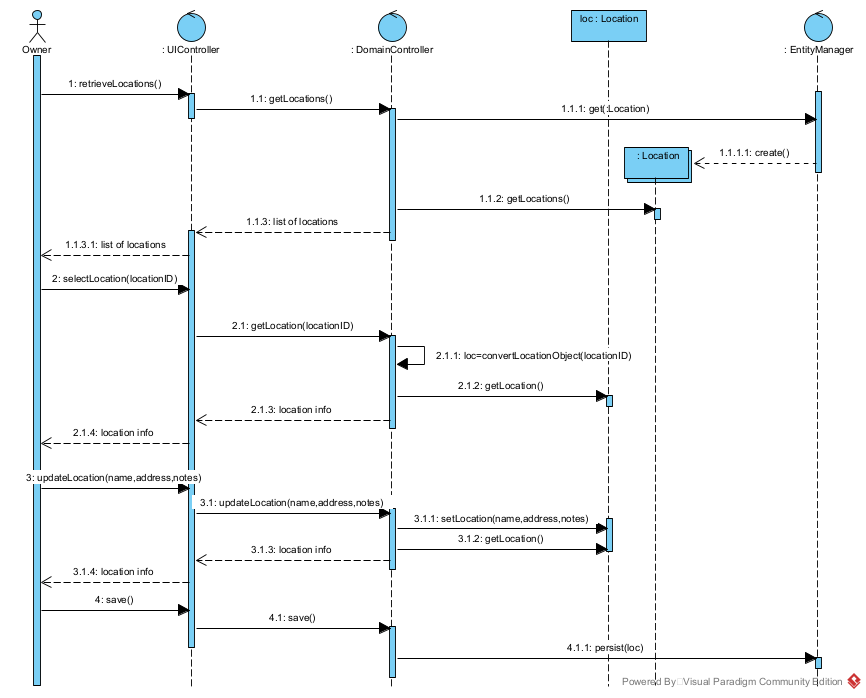 loc : Location
Owner
: UIController
: DomainController
: EntityManager
1: retrieveLocations()
1.1: getLocations()
1.1.1: get(:Location)
: Location
1.1.1.1: create()
1.1.2: getLocations()
1.1.3: list of locations
1.1.3.1: list of locations
2: selectLocation(locationID)
2.1: getLocation(locationID)
2.1.1: loc=convertLocationObject(locationID)
2.1.2: getLocation()
2.1.3: location info
2.1.4: location info
3: updateLocation(name,address,notes)
3.1: updateLocation(name,address,notes)
3.1.1: setLocation(name,address,notes)
3.1.2: getLocation()
3.1.3: location info
3.1.4: location info
4: save()
4.1: save()
4.1.1: persist(loc)
Powered By Visual Paradigm Community Edition